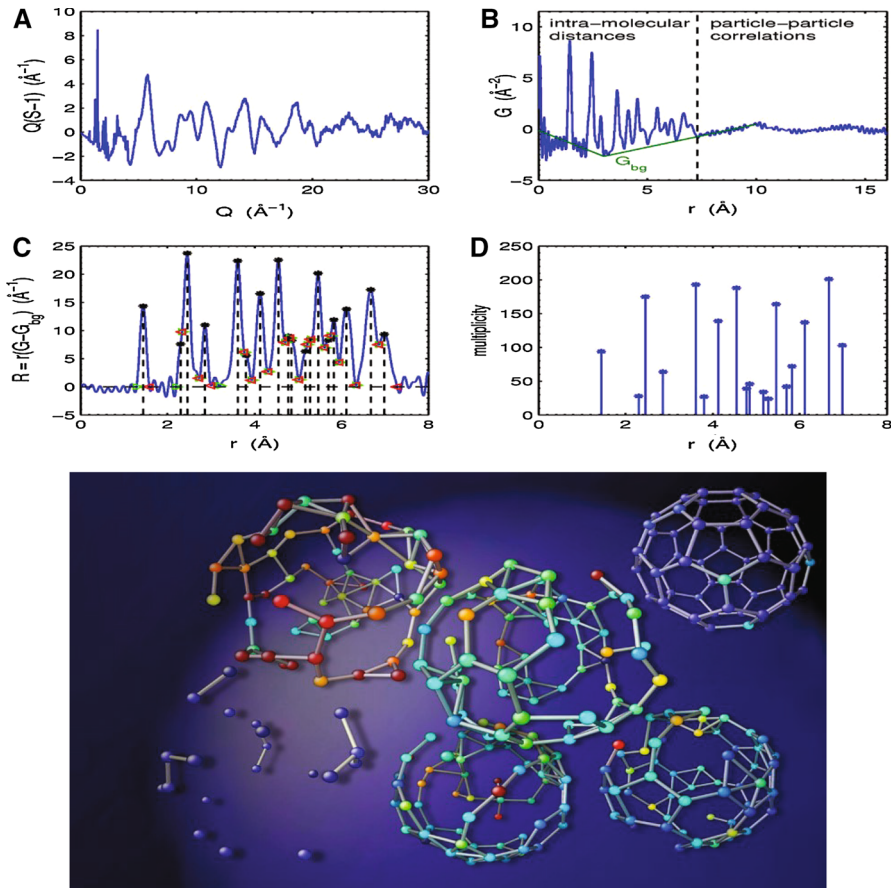 A
Q(S−1) (Å⁻¹)
10
8
6
4
2
0
−2
−4
0
10
20
30
Q (Å⁻¹)
B
G (Å⁻²)
10
5
0
−5
0
5
10
15
r (Å)
intra−molecular
distances
particle−particle
correlations
G_bg
C
R = r(G−G_bg) (Å⁻¹)
25
20
15
10
5
0
−5
0
2
4
6
8
r (Å)
D
multiplicity
250
200
150
100
50
0
0
2
4
6
8
r (Å)